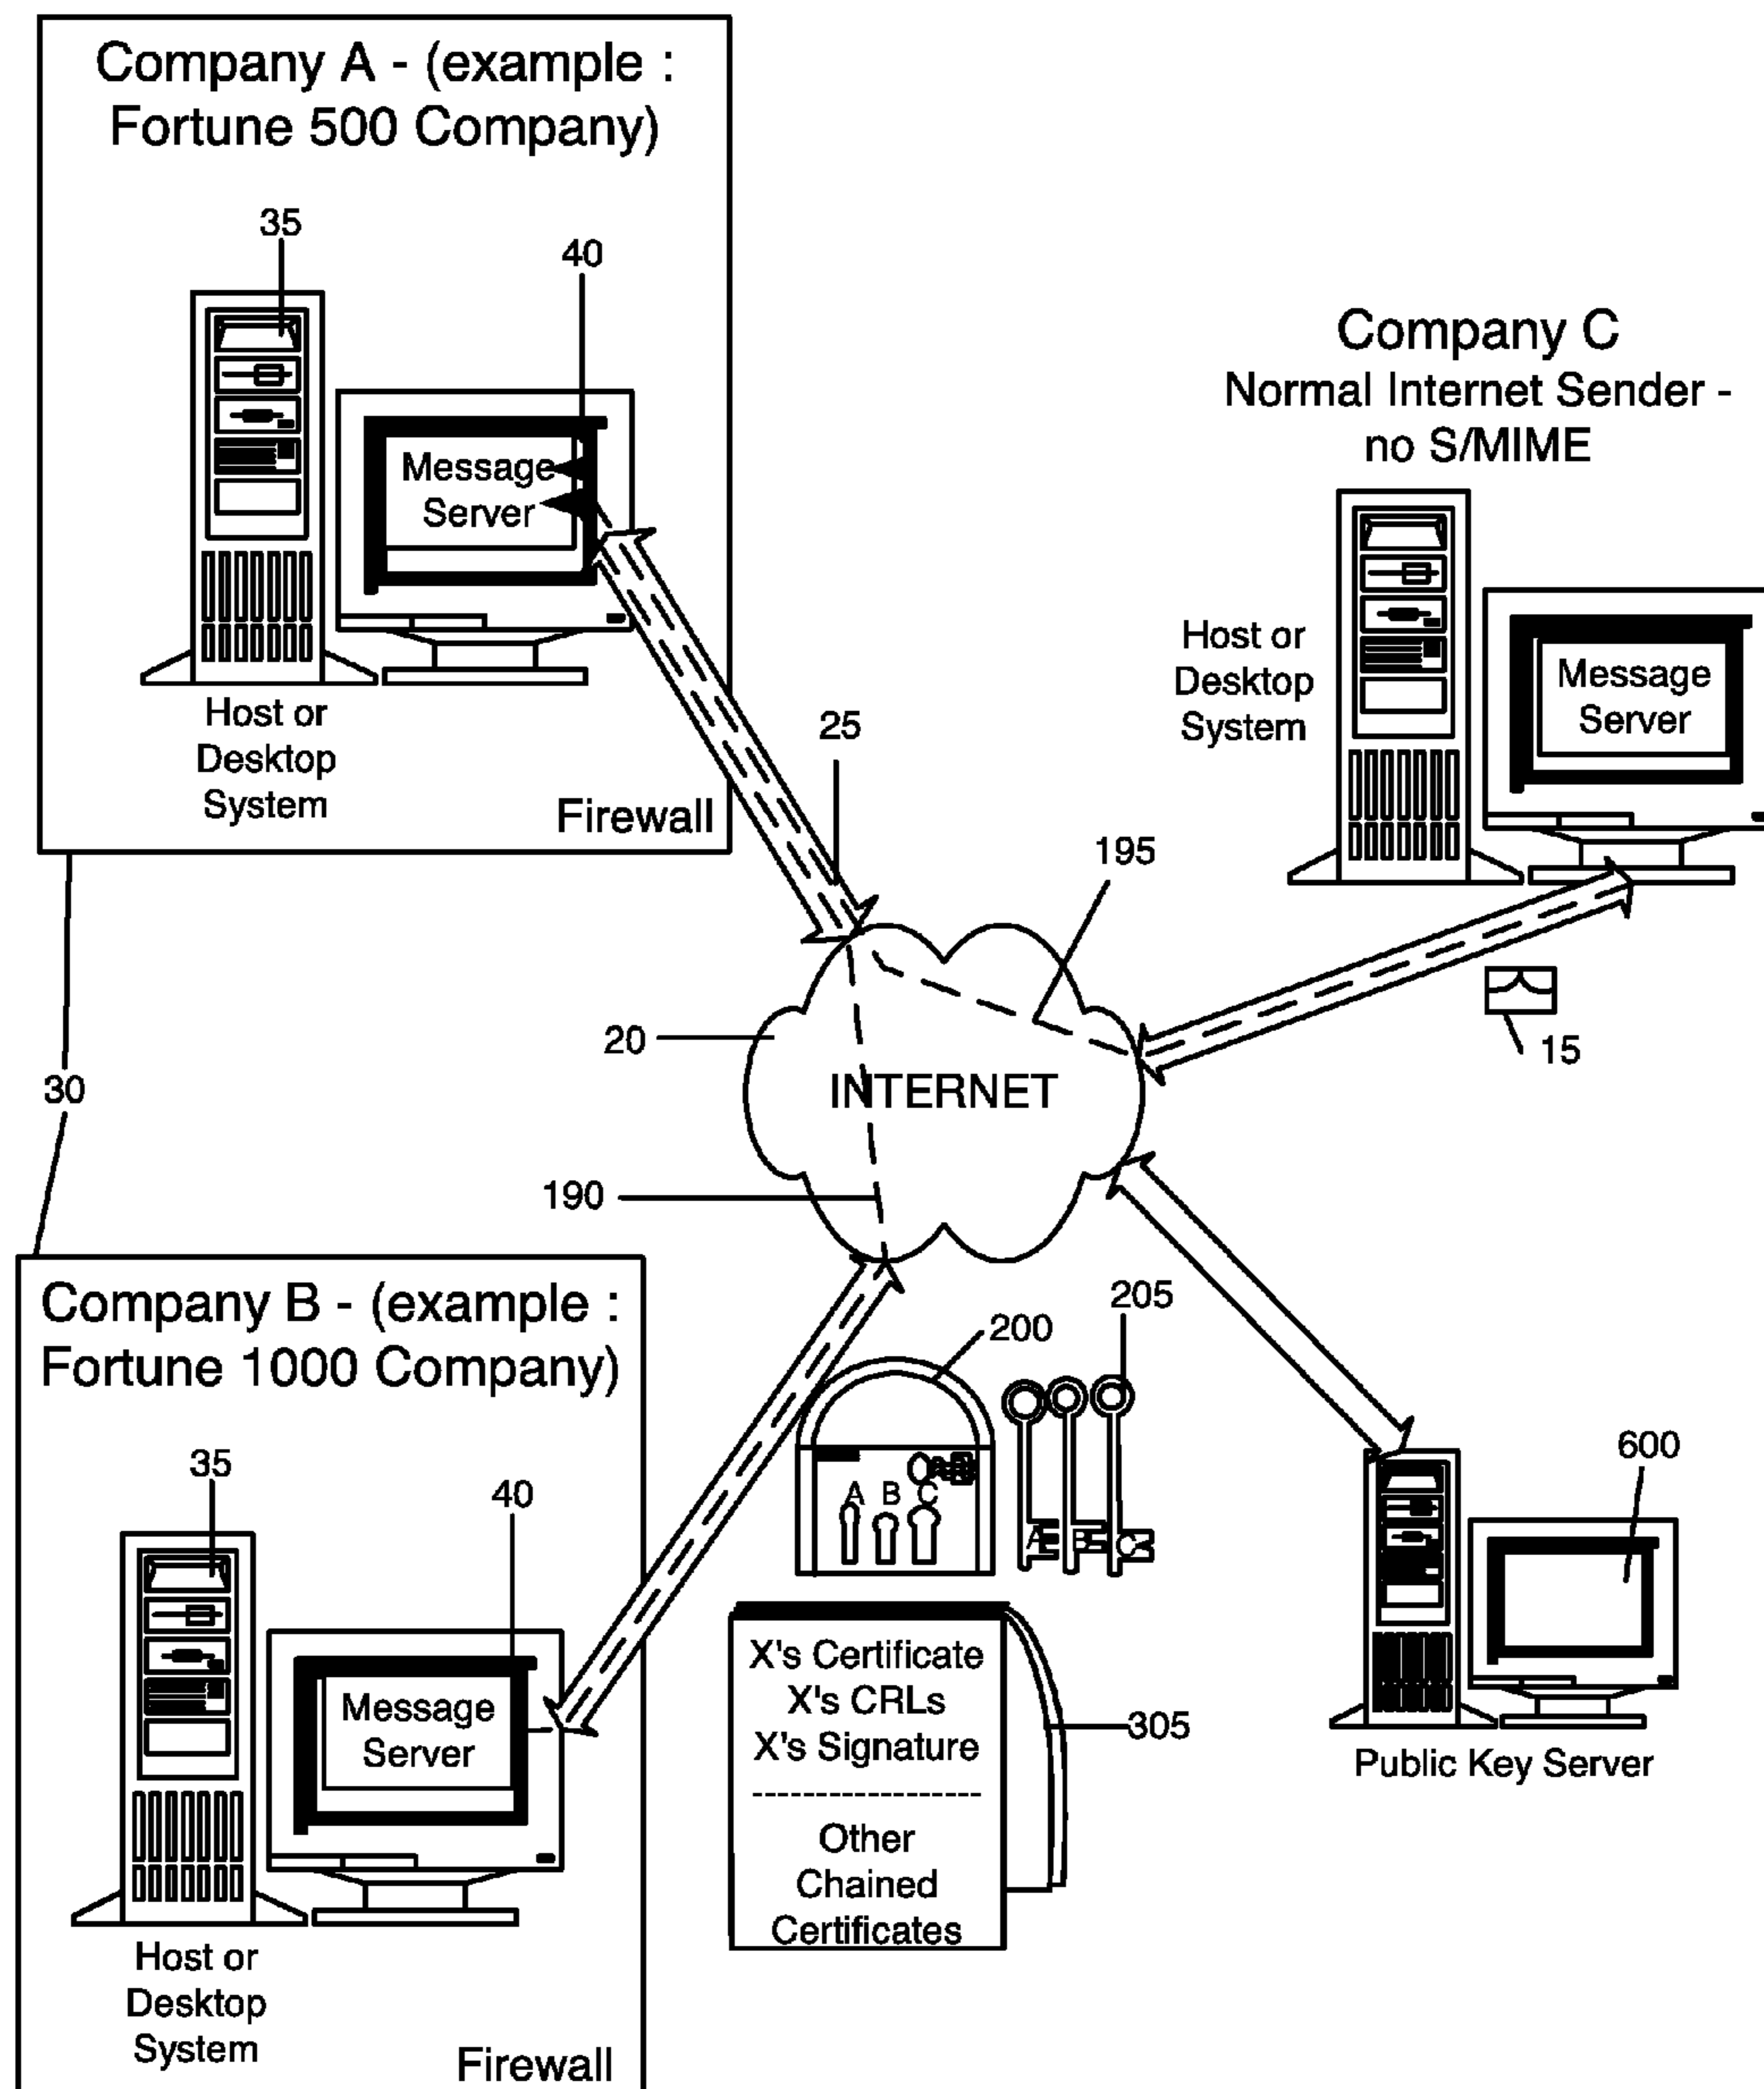 Company A - (example :
Fortune 500 Company)
35
40
Message
Server
Host or
Desktop
System
Firewall
Company C
Normal Internet Sender -
no S/MIME
Host or
Desktop
System
Message
Server
25
195
15
20
INTERNET
30
190
Company B - (example :
Fortune 1000 Company)
35
40
Message
Server
Host or
Desktop
System
Firewall
200
205
A B C
A B C
X's Certificate
X's CRLs
X's Signature
------------------
Other
Chained
Certificates
305
600
Public Key Server